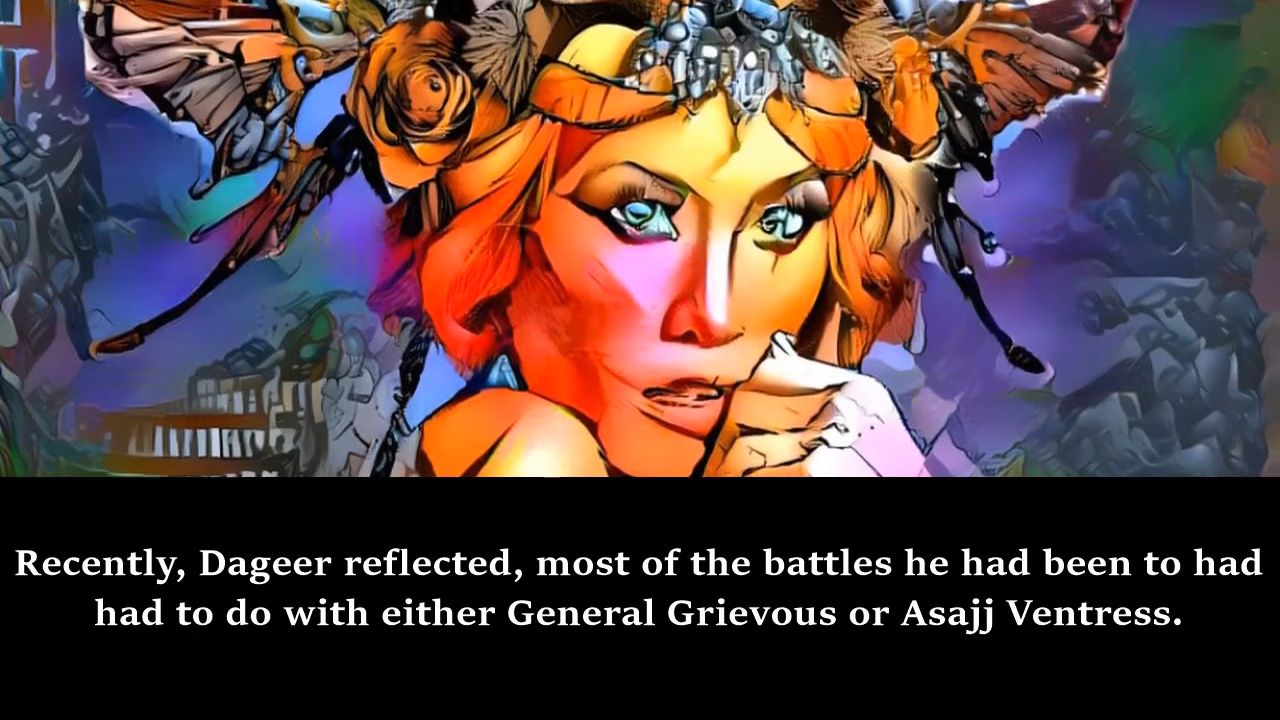 Recently, Dageer reflected, most of the battles he had been to had
had to do with either General Grievous or Asajj Ventress.